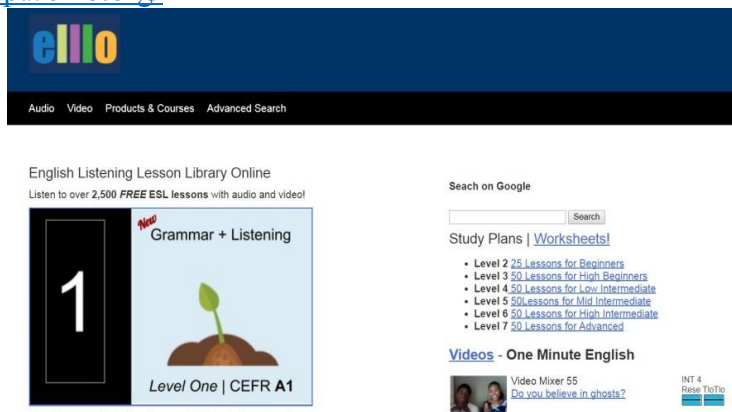 elllo
Audio Video Products & Courses Advanced Search
English Listening Lesson Library Online
Listen to over 2,500 FREE ESL lessons with audio and video!
New
Grammar + Listening
1
Level One | CEFR A1
Seach on Google
Search
Study Plans | Worksheets!
• Level 2 25 Lessons for Beginners
• Level 3 50 Lessons for High Beginners
• Level 4 50 Lessons for Low Intermediate
• Level 5 50Lessons for Mid Intermediate
• Level 6 50 Lessons for High Intermediate
• Level 7 50 Lessons for Advanced
Videos - One Minute English
Video Mixer 55
Do you believe in ghosts?
INT 4
Rese TloTlo